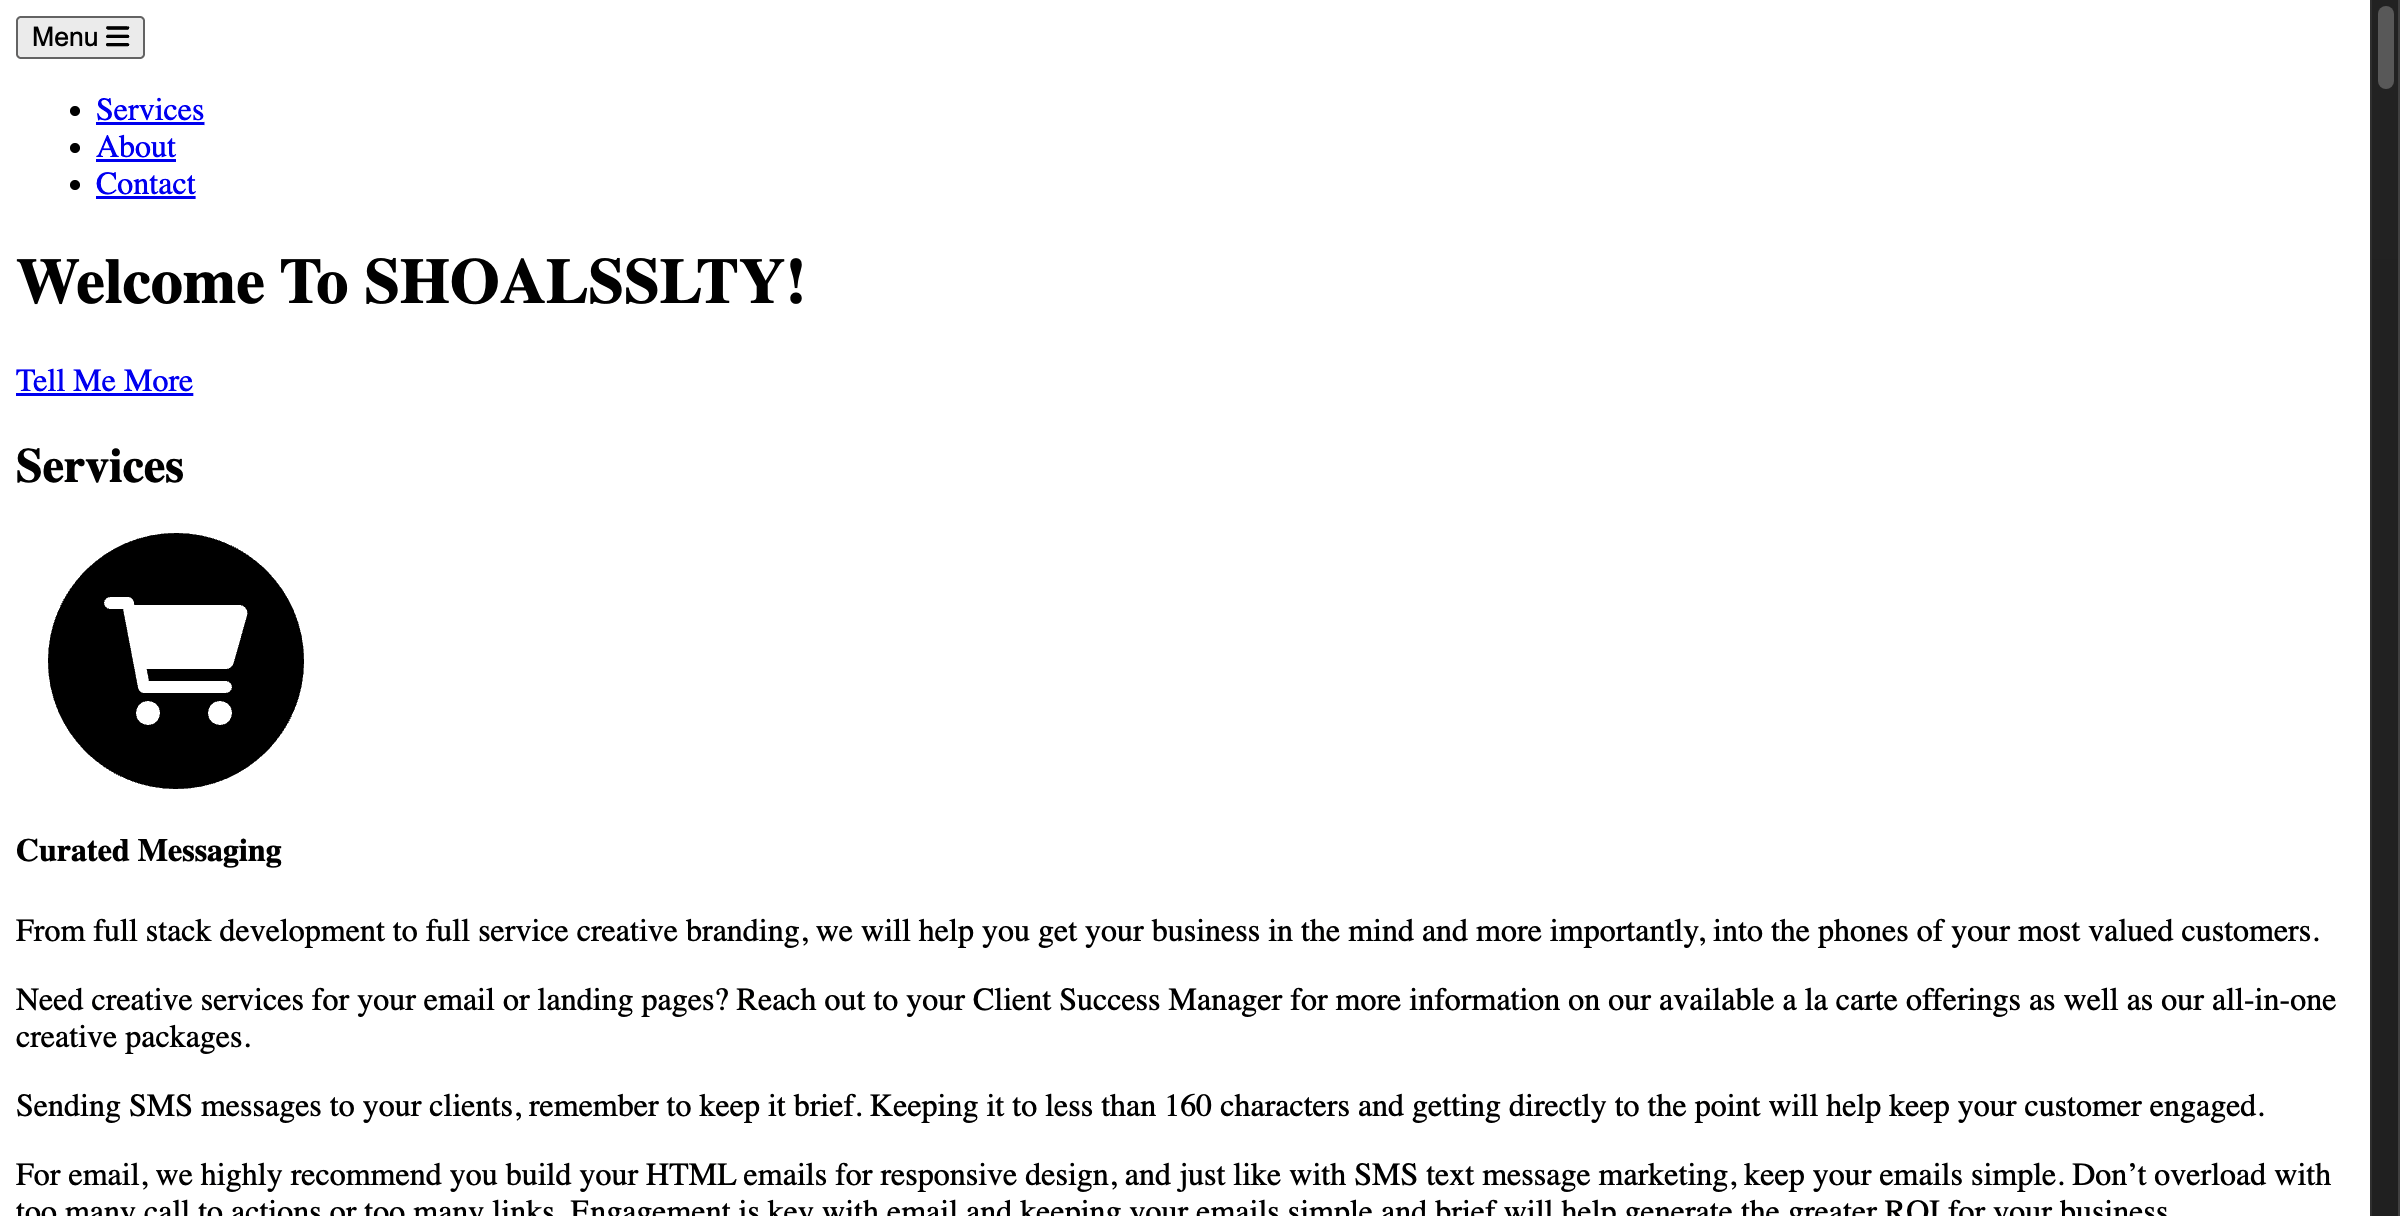 Menu
Services
About
Contact
Welcome To SHOALSSLTY!
Tell Me More
Services
Curated Messaging
From full stack development to full service creative branding, we will help you get your business in the mind and more importantly, into the phones of your most valued customers.
Need creative services for your email or landing pages? Reach out to your Client Success Manager for more information on our available a la carte offerings as well as our all-in-one
creative packages.
Sending SMS messages to your clients, remember to keep it brief. Keeping it to less than 160 characters and getting directly to the point will help keep your customer engaged.
For email, we highly recommend you build your HTML emails for responsive design, and just like with SMS text message marketing, keep your emails simple. Don’t overload with
too many call to actions or too many links. Engagement is key with email and keeping your emails simple and brief will help generate the greater ROI for your business.